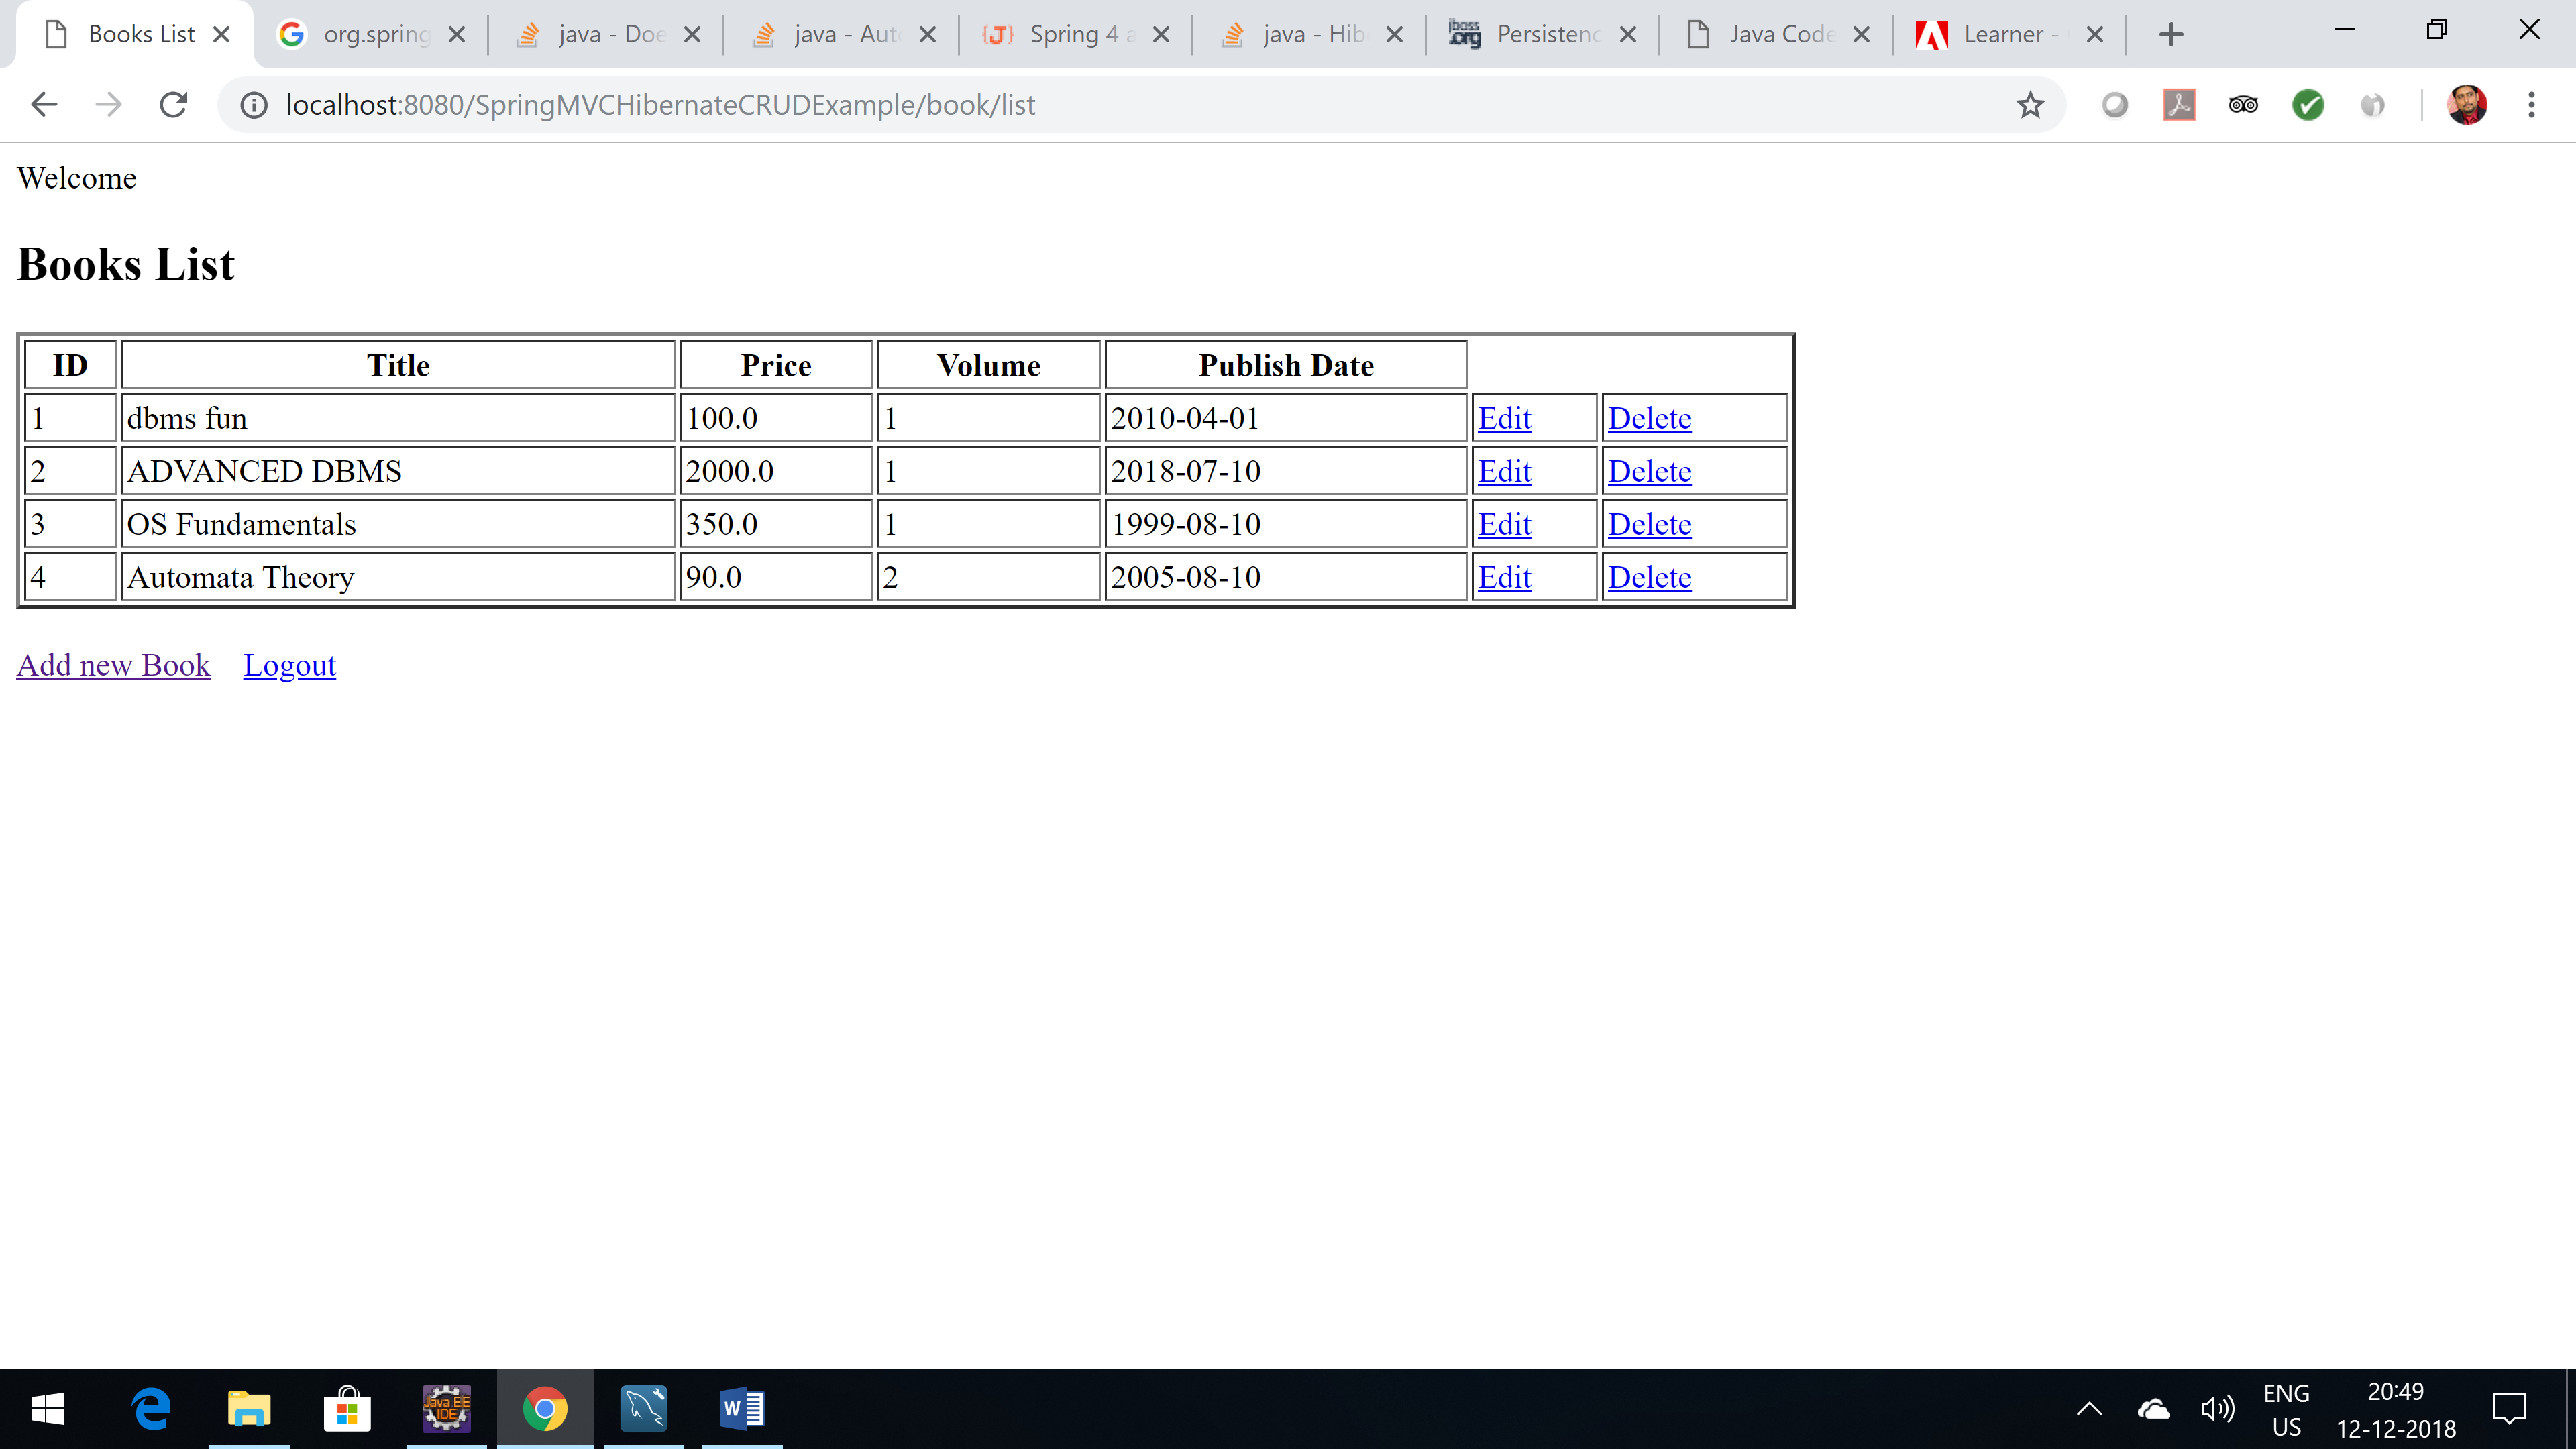 Books List org.spring java - Doe java - Auto Spring 4 a java - Hib Persistenc Java Code Learner -
localhost:8080/SpringMVCHibernateCRUDExample/book/list
Welcome
Books List
ID Title Price Volume Publish Date
1 dbms fun 100.0 1 2010-04-01 Edit Delete
2 ADVANCED DBMS 2000.0 1 2018-07-10 Edit Delete
3 OS Fundamentals 350.0 1 1999-08-10 Edit Delete
4 Automata Theory 90.0 2 2005-08-10 Edit Delete
Add new Book Logout
Java EE IDE
W
ENG 20:49
US 12-12-2018